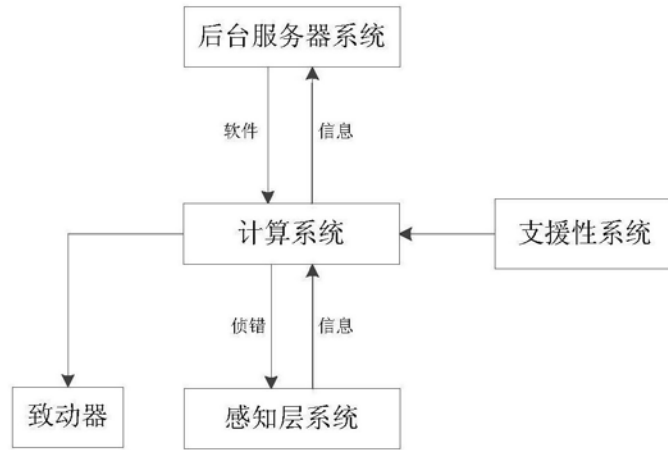 后台服务器系统
软件
信息
计算系统
支援性系统
侦错
信息
致动器
感知层系统